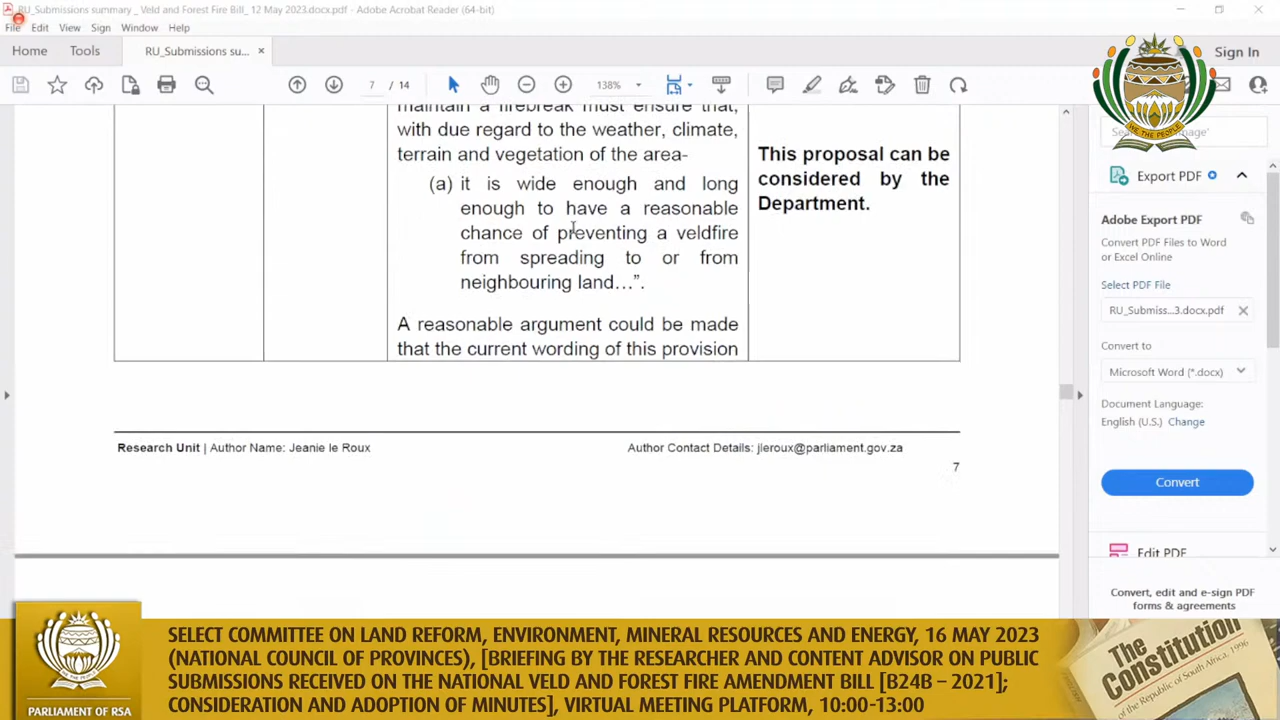 RU_Submissions summary _ Veld and Forest Fire Bill_ 12 May 2023.docx.pdf - Adobe Acrobat Reader (64-bit)
File Edit View Sign Window Help
Home Tools RU_Submissions su... × Sign In
7 / 14 138%
maintain a firebreak must ensure that,
with due regard to the weather, climate,
terrain and vegetation of the area-
(a) it is wide enough and long
enough to have a reasonable
chance of preventing a veldfire
from spreading to or from
neighbouring land…”.
A reasonable argument could be made
that the current wording of this provision
This proposal can be
considered by the
Department.
Research Unit | Author Name: Jeanie le Roux
Author Contact Details: jleroux@parliament.gov.za
7
Export PDF
Adobe Export PDF
Convert PDF Files to Word
or Excel Online
Select PDF File
RU_Submiss...3.docx.pdf
Convert to
Microsoft Word (*.docx)
Document Language:
English (U.S.) Change
Convert
Edit PDF
Convert, edit and e-sign PDF
forms & agreements
WE, THE PEOPLE
SELECT COMMITTEE ON LAND REFORM, ENVIRONMENT, MINERAL RESOURCES AND ENERGY, 16 MAY 2023
(NATIONAL COUNCIL OF PROVINCES), [BRIEFING BY THE RESEARCHER AND CONTENT ADVISOR ON PUBLIC
SUBMISSIONS RECEIVED ON THE NATIONAL VELD AND FOREST FIRE AMENDMENT BILL [B24B – 2021];
CONSIDERATION AND ADOPTION OF MINUTES], VIRTUAL MEETING PLATFORM, 10:00-13:00
PARLIAMENT OF RSA
The
Constitution
of the Republic of South Africa, 1996